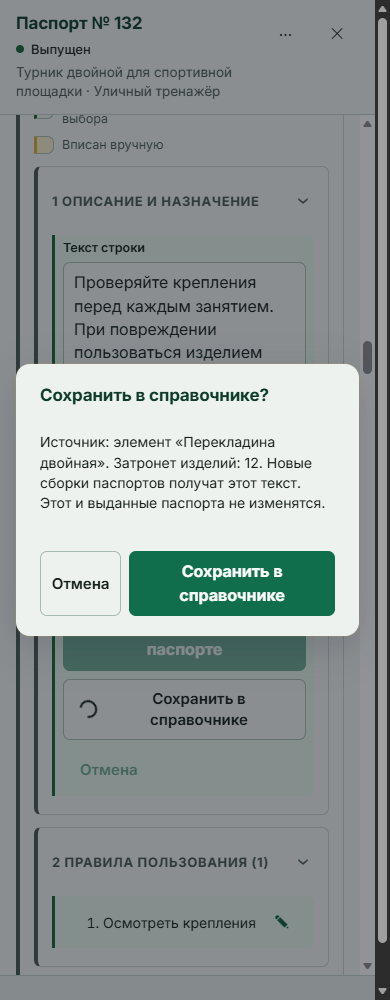 Паспорт № 132
...
Выпущен
Турник двойной для спортивной
площадки · Уличный тренажёр
выбора
Вписан вручную
1 ОПИСАНИЕ И НАЗНАЧЕНИЕ
Текст строки
Проверяйте крепления
перед каждым занятием.
При повреждении
пользоваться изделием
Сохранить в справочнике?
Источник: элемент «Перекладина
двойная». Затронет изделий: 12. Новые
сборки паспортов получат этот текст.
Этот и выданные паспорта не изменятся.
Отмена
Сохранить в
справочнике
паспорте
Сохранить в
справочнике
Отмена
2 ПРАВИЛА ПОЛЬЗОВАНИЯ (1)
1. Осмотреть крепления